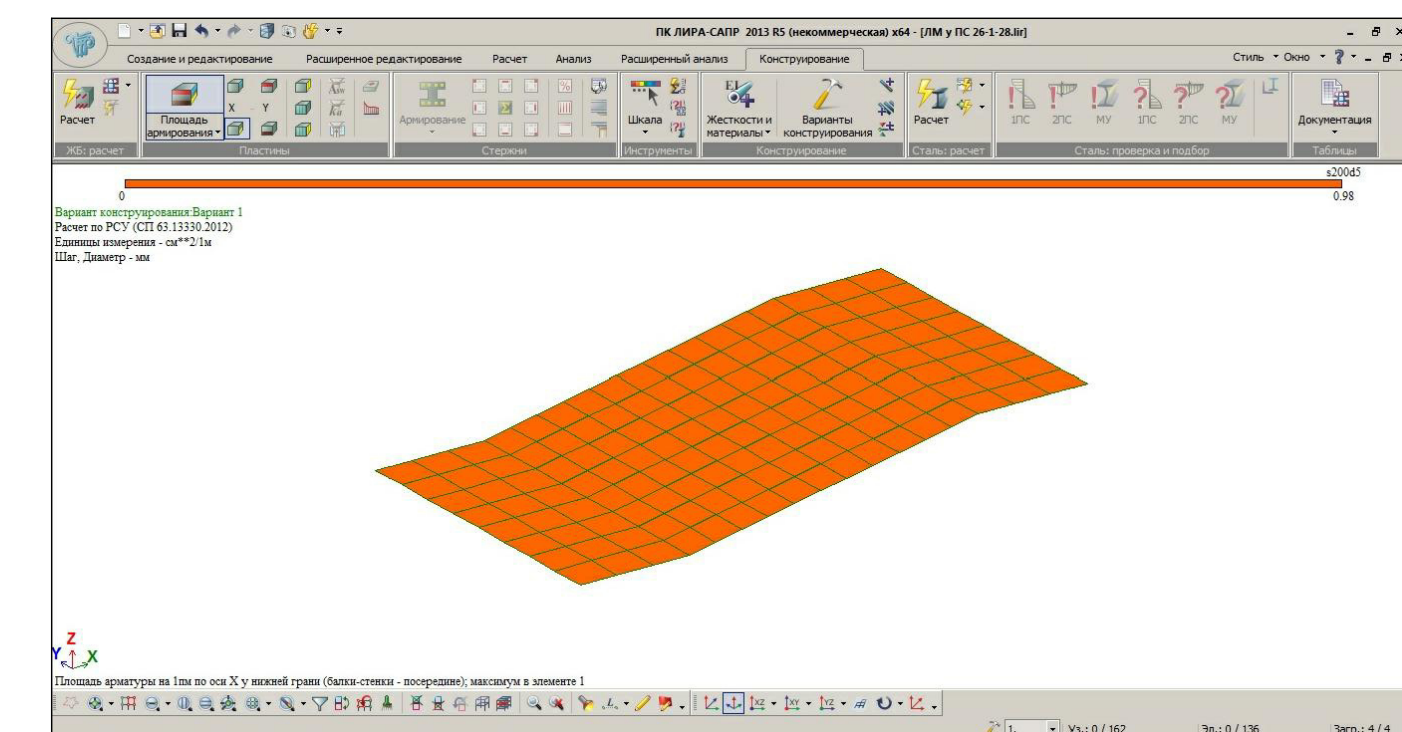 ПК ЛИРА-САПР 2013 R5 (некоммерческая) x64 - [ЛМ у ПС 26-1-28.lir]
Создание и редактирование Расширенное редактирование Расчет Анализ Расширенный анализ Конструирование Стиль Окно
Расчет
Площадь армирования
X Y
Армирование
Шкала
Жесткости и материалы
Варианты конструирования
Расчет
1ПС 2ПС МУ 1ПС 2ПС МУ
Документация
ЖБ: расчет Пластины Стержни Инструменты Конструирование Сталь: расчет Сталь: проверка и подбор Таблицы
s200d5
0 0.98
Вариант конструирования:Вариант 1
Расчет по РСУ (СП 63.13330.2012)
Единицы измерения - см**2/1м
Шаг, Диаметр - мм
Z
Y X
Площадь арматуры на 1пм по оси X у нижней грани (балки-стенки - посередине); максимум в элементе 1
1. Уз.: 0 / 162 Эл.: 0 / 136 Загр.: 4 / 4